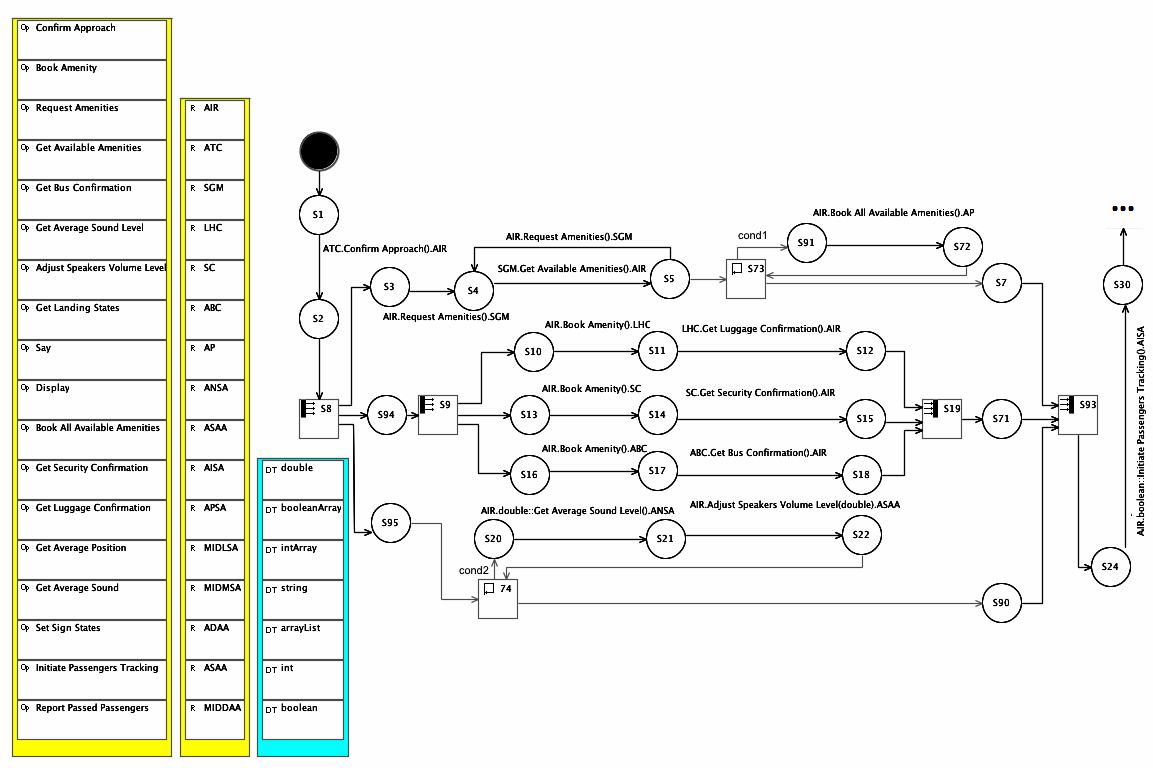 Op Confirm Approach
Op Book Amenity
Op Request Amenities
Op Get Available Amenities
Op Get Bus Confirmation
Op Get Average Sound Level
Op Adjust Speakers Volume Level
Op Get Landing States
Op Say
Op Display
Op Book All Available Amenities
Op Get Security Confirmation
Op Get Luggage Confirmation
Op Get Average Position
Op Get Average Sound
Op Set Sign States
Op Initiate Passengers Tracking
Op Report Passed Passengers
R AIR
R ATC
R SGM
R LHC
R SC
R ABC
R AP
R ANSA
R ASAA
R AISA
R APSA
R MIDLSA
R MIDMSA
R ADAA
R ASAA
R MIDDAA
DT double
DT booleanArray
DT intArray
DT string
DT arrayList
DT int
DT boolean
S1
ATC.Confirm Approach().AIR
S2
S8
S3
AIR.Request Amenities().SGM
S4
AIR.Request Amenities().SGM
SGM.Get Available Amenities().AIR
S5
cond1
S73
S91
AIR.Book All Available Amenities().AP
S72
S7
S94
S9
S10
AIR.Book Amenity().LHC
S11
LHC.Get Luggage Confirmation().AIR
S12
S13
AIR.Book Amenity().SC
S14
SC.Get Security Confirmation().AIR
S15
S16
AIR.Book Amenity().ABC
S17
ABC.Get Bus Confirmation().AIR
S18
S19
S71
S93
S95
cond2
74
S20
AIR.double::Get Average Sound Level().ANSA
S21
AIR.Adjust Speakers Volume Level(double).ASAA
S22
S90
S24
AIR.boolean::Initiate Passengers Tracking().AISA
S30
...